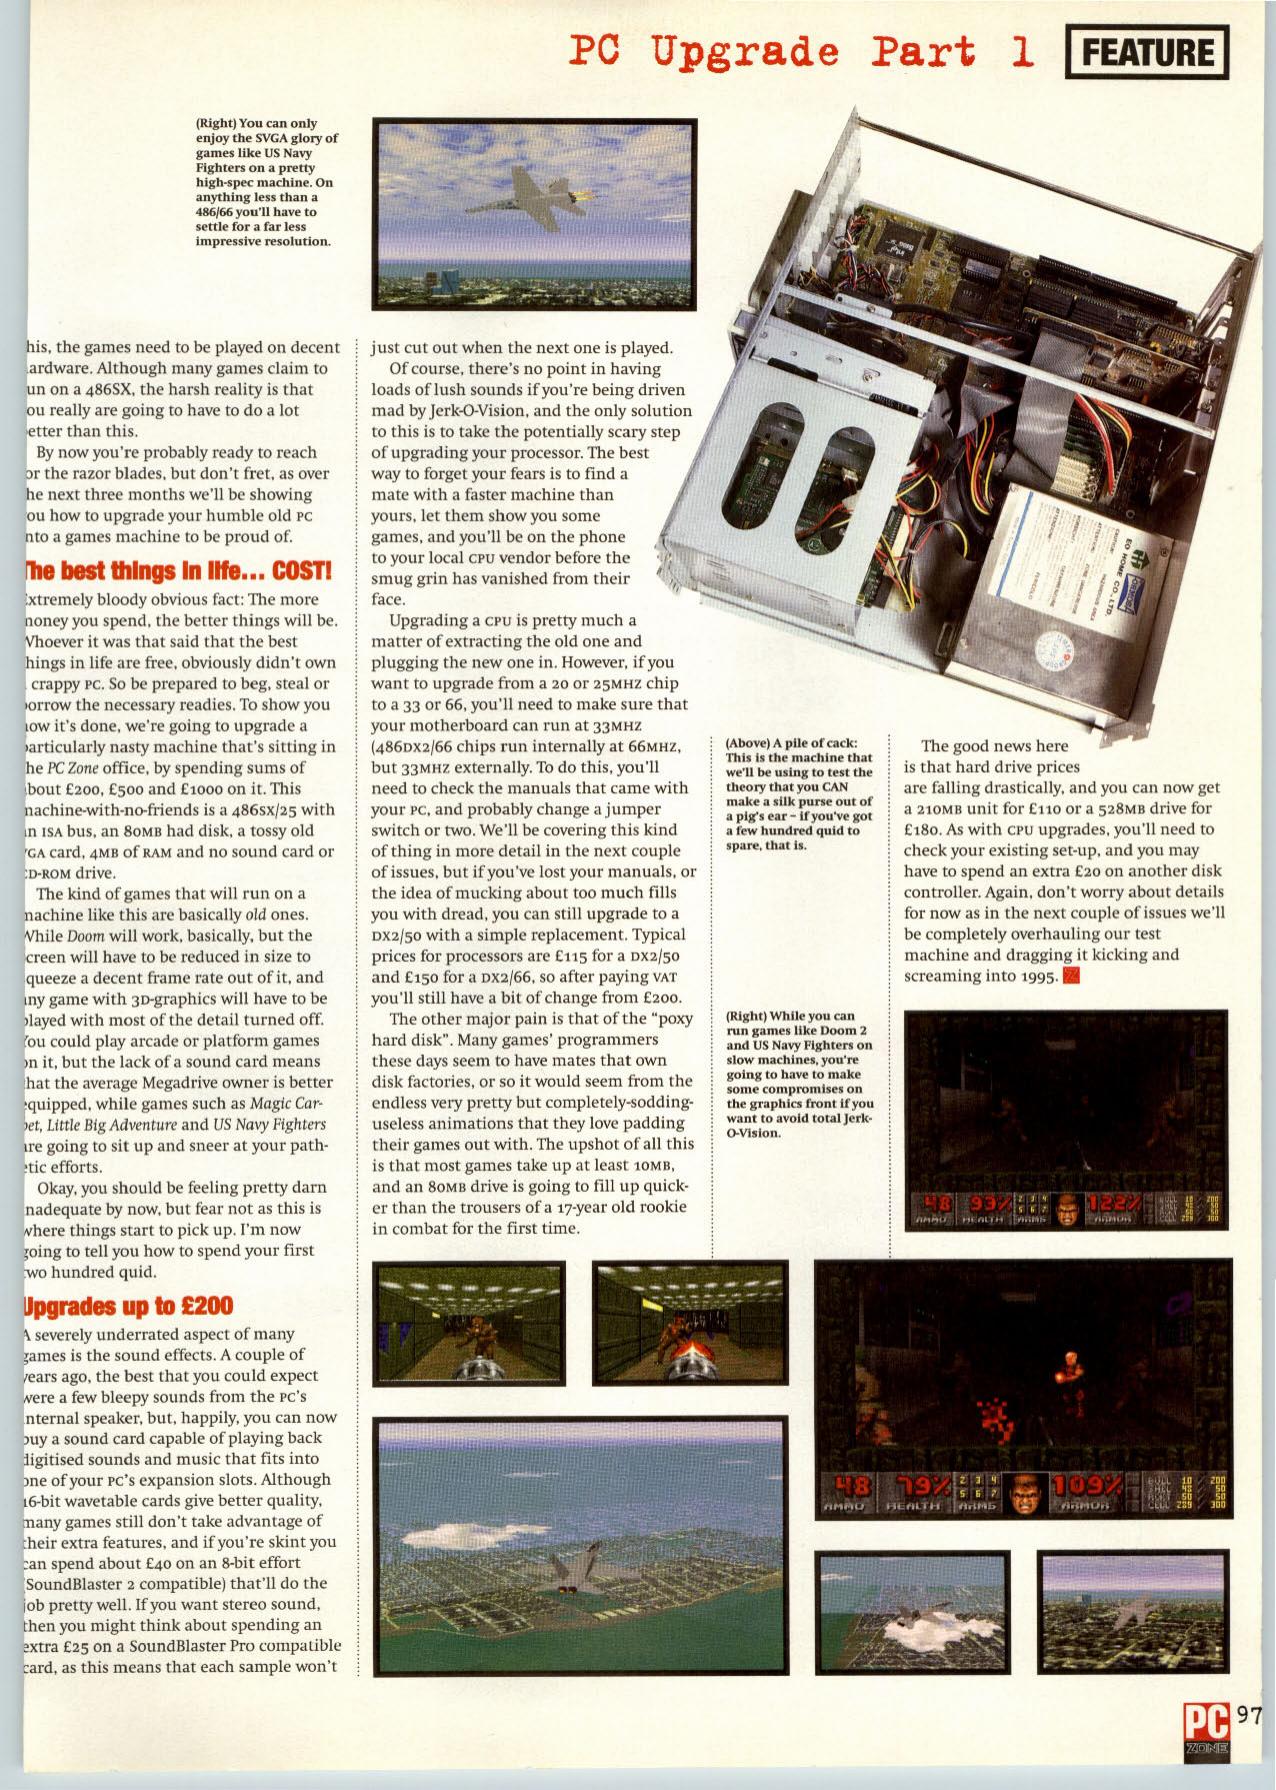 PC Upgrade Part 1 FEATURE
(Right) You can only
enjoy the SVGA glory of
games like US Navy
Fighters on a pretty
high-spec machine. On
anything less than a
486/66 you'll have to
settle for a far less
impressive resolution.
his, the games need to be played on decent
ardware. Although many games claim to
un on a 486SX, the harsh reality is that
ou really are going to have to do a lot
etter than this.
By now you're probably ready to reach
or the razor blades, but don't fret, as over
he next three months we'll be showing
ou how to upgrade your humble old PC
nto a games machine to be proud of.
The best things in life... COST!
xtremely bloody obvious fact: The more
noney you spend, the better things will be.
Whoever it was that said that the best
hings in life are free, obviously didn't own
crappy PC. So be prepared to beg, steal or
orrow the necessary readies. To show you
ow it's done, we're going to upgrade a
articularly nasty machine that's sitting in
he PC Zone office, by spending sums of
bout £200, £500 and £1000 on it. This
nachine-with-no-friends is a 486SX/25 with
n ISA bus, an 80MB had disk, a tossy old
VGA card, 4MB of RAM and no sound card or
CD-ROM drive.
The kind of games that will run on a
nachine like this are basically old ones.
While Doom will work, basically, but the
creen will have to be reduced in size to
queeze a decent frame rate out of it, and
ny game with 3D-graphics will have to be
layed with most of the detail turned off.
You could play arcade or platform games
on it, but the lack of a sound card means
hat the average Megadrive owner is better
quipped, while games such as Magic Car-
et, Little Big Adventure and US Navy Fighters
are going to sit up and sneer at your path-
etic efforts.
Okay, you should be feeling pretty darn
nadequate by now, but fear not as this is
where things start to pick up. I'm now
going to tell you how to spend your first
two hundred quid.
Upgrades up to £200
A severely underrated aspect of many
games is the sound effects. A couple of
years ago, the best that you could expect
were a few bleepy sounds from the PC's
nternal speaker, but, happily, you can now
buy a sound card capable of playing back
digitised sounds and music that fits into
one of your PC's expansion slots. Although
16-bit wavetable cards give better quality,
many games still don't take advantage of
their extra features, and if you're skint you
can spend about £40 on an 8-bit effort
(SoundBlaster 2 compatible) that'll do the
job pretty well. If you want stereo sound,
then you might think about spending an
extra £25 on a SoundBlaster Pro compatible
card, as this means that each sample won't
just cut out when the next one is played.
Of course, there's no point in having
loads of lush sounds if you're being driven
mad by Jerk-O-Vision, and the only solution
to this is to take the potentially scary step
of upgrading your processor. The best
way to forget your fears is to find a
mate with a faster machine than
yours, let them show you some
games, and you'll be on the phone
to your local CPU vendor before the
smug grin has vanished from their
face.
Upgrading a CPU is pretty much a
matter of extracting the old one and
plugging the new one in. However, if you
want to upgrade from a 20 or 25MHZ chip
to a 33 or 66, you'll need to make sure that
your motherboard can run at 33MHZ
(486DX2/66 chips run internally at 66MHZ,
but 33MHZ externally. To do this, you'll
need to check the manuals that came with
your PC, and probably change a jumper
switch or two. We'll be covering this kind
of thing in more detail in the next couple
of issues, but if you've lost your manuals, or
the idea of mucking about too much fills
you with dread, you can still upgrade to a
DX2/50 with a simple replacement. Typical
prices for processors are £115 for a DX2/50
and £150 for a DX2/66, so after paying VAT
you'll still have a bit of change from £200.
The other major pain is that of the "poxy
hard disk". Many games' programmers
these days seem to have mates that own
disk factories, or so it would seem from the
endless very pretty but completely-sodding-
useless animations that they love padding
their games out with. The upshot of all this
is that most games take up at least 10MB,
and an 80MB drive is going to fill up quick-
er than the trousers of a 17-year old rookie
in combat for the first time.
EO HOME CO., LTD.
(Above) A pile of cack:
This is the machine that
we'll be using to test the
theory that you CAN
make a silk purse out of
a pig's ear – if you've got
a few hundred quid to
spare, that is.
The good news here
is that hard drive prices
are falling drastically, and you can now get
a 210MB unit for £110 or a 528MB drive for
£180. As with CPU upgrades, you'll need to
check your existing set-up, and you may
have to spend an extra £20 on another disk
controller. Again, don't worry about details
for now as in the next couple of issues we'll
be completely overhauling our test
machine and dragging it kicking and
screaming into 1995. Z
(Right) While you can
run games like Doom 2
and US Navy Fighters on
slow machines, you're
going to have to make
some compromises on
the graphics front if you
want to avoid total Jerk-
O-Vision.
48 93% 2 3 4 5 6 7 122%
AMMO HEALTH ARMS ARMOR
48 79% 2 3 4 5 6 7 109%
AMMO HEALTH ARMS ARMOR
BULL 10 / 200
SHEL 48 / 50
RCKT 50 / 50
CELL 289 / 300
PC ZONE 97